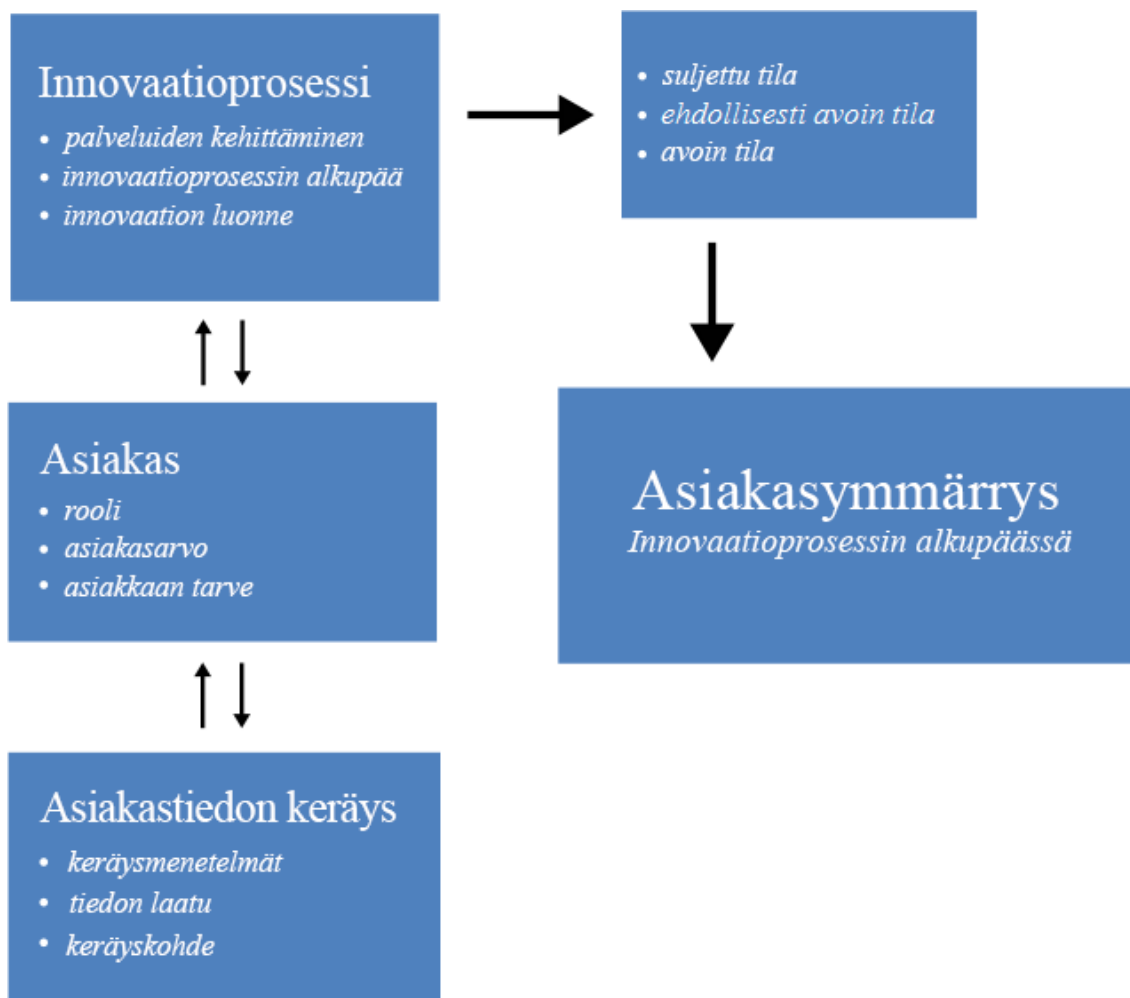 Innovaatioprosessi
• palveluiden kehittäminen
• innovaatioprosessin alkupää
• innovaation luonne
• suljettu tila
• ehdollisesti avoin tila
• avoin tila
Asiakas
• rooli
• asiakasarvo
• asiakkaan tarve
Asiakasymmärrys
Innovaatioprosessin alkupäässä
Asiakastiedon keräys
• keräysmenetelmät
• tiedon laatu
• keräyskohde